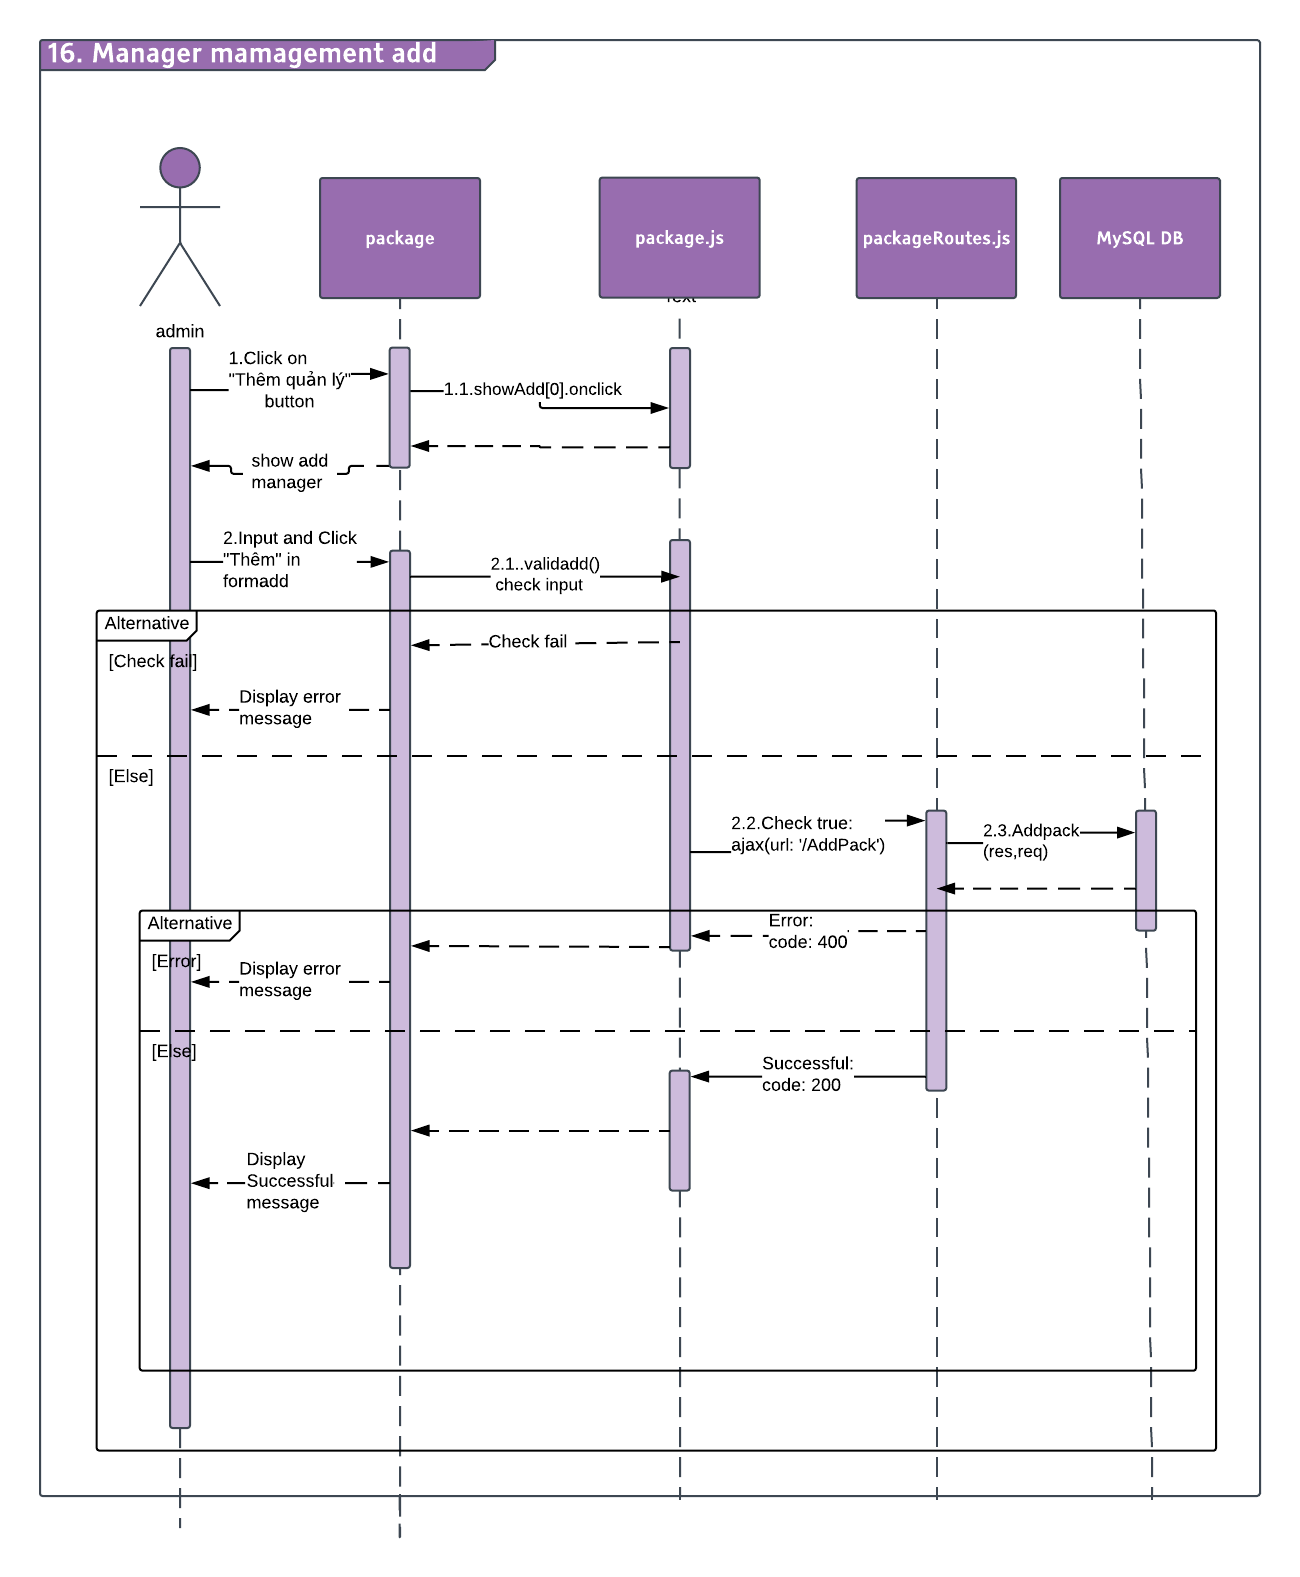 16. Manager mamagement add
package
package.js
packageRoutes.js
MySQL DB
Text
admin
1.Click on
"Thêm quản lý"
button
1.1.showAdd[0].onclick
show add
manager
2.Input and Click
"Thêm" in
formadd
2.1..validadd()
check input
Alternative
Check fail
[Check fail]
Display error
message
[Else]
2.2.Check true:
ajax(url: '/AddPack')
2.3.Addpack
(res,req)
Alternative
Error:
code: 400
[Error]
Display error
message
[Else]
Successful:
code: 200
Display
Successful
message